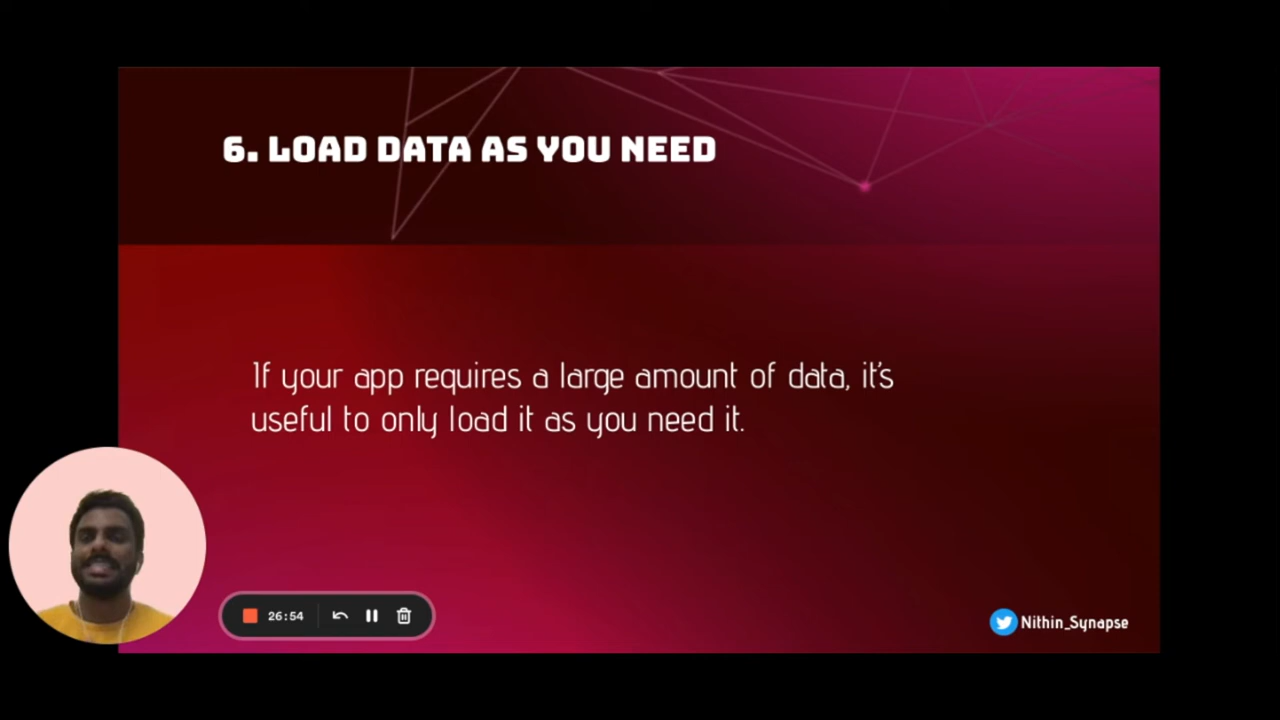 6. LOAD DATA AS YOU NEED
If your app requires a large amount of data, it's
useful to only load it as you need it.
26:54
Nithin_Synapse